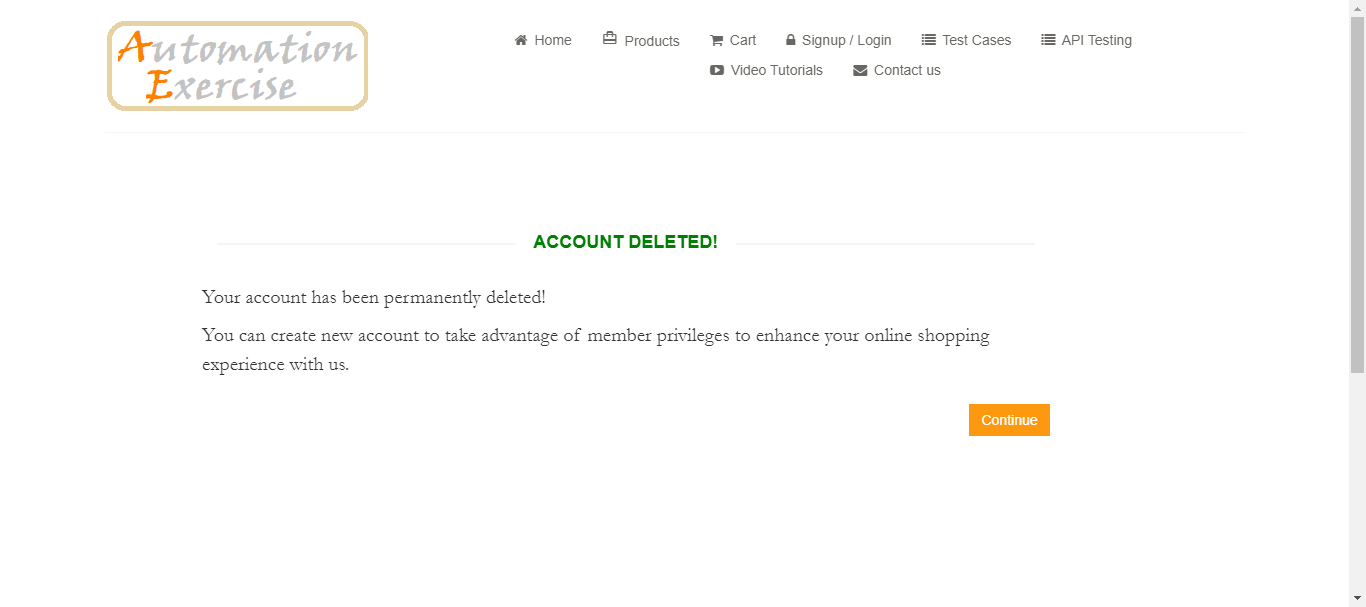 Automation
Exercise
Home
Products
Cart
Signup / Login
Test Cases
API Testing
Video Tutorials
Contact us
ACCOUNT DELETED!
Your account has been permanently deleted!
You can create new account to take advantage of member privileges to enhance your online shopping
experience with us.
Continue